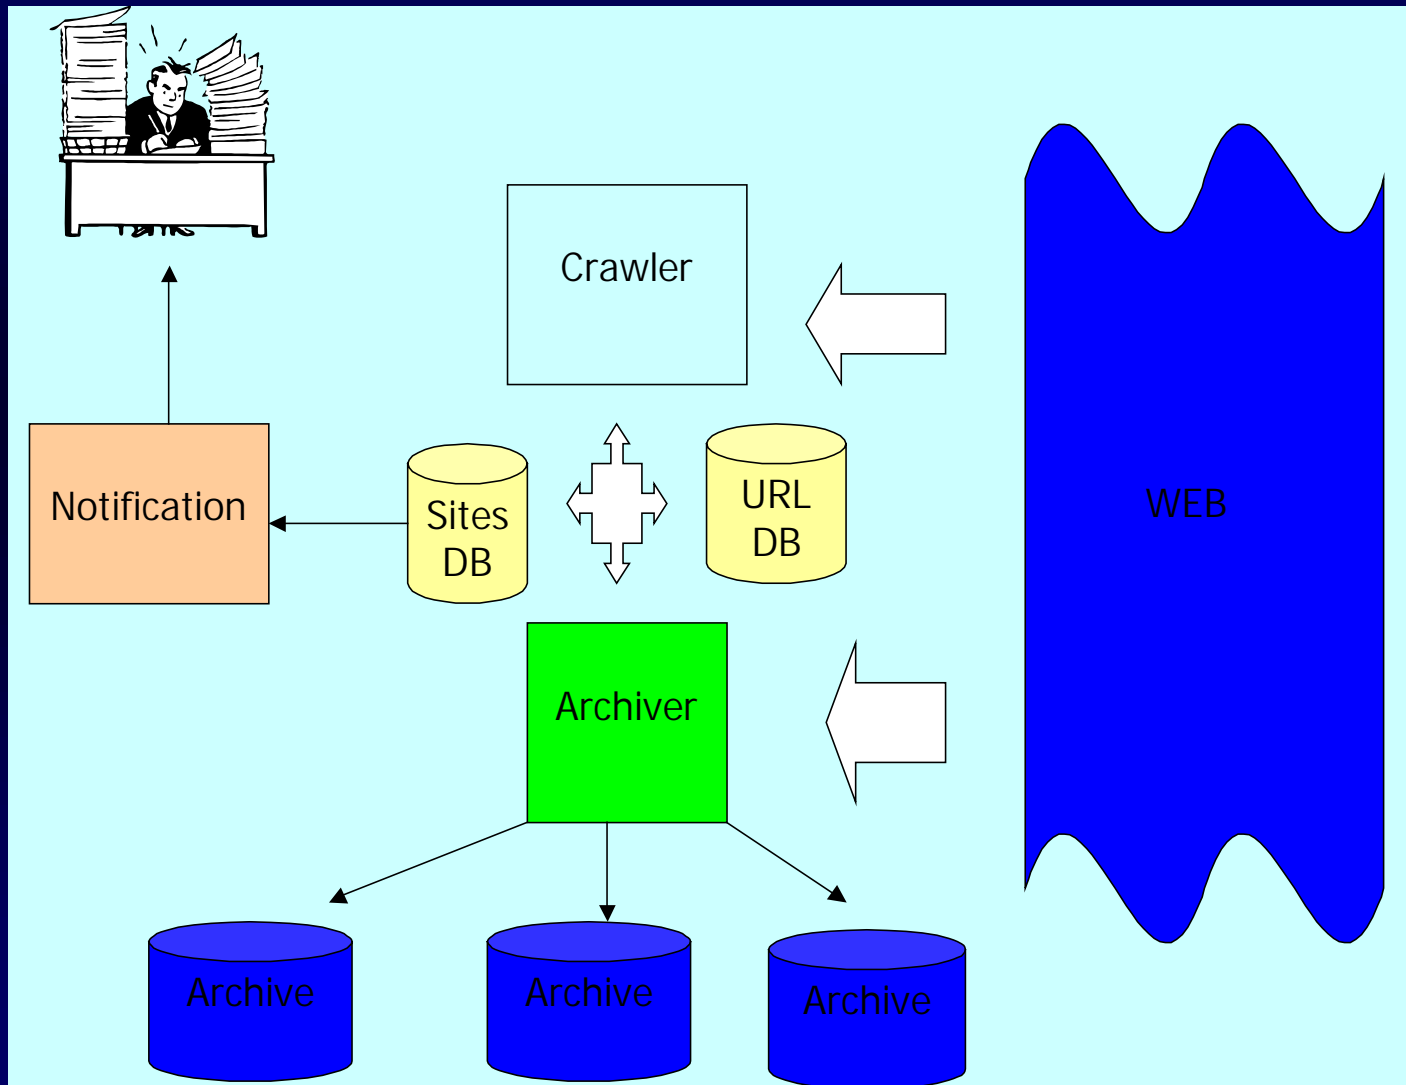 Crawler
Notification
Sites
DB
URL
DB
WEB
Archiver
Archive
Archive
Archive